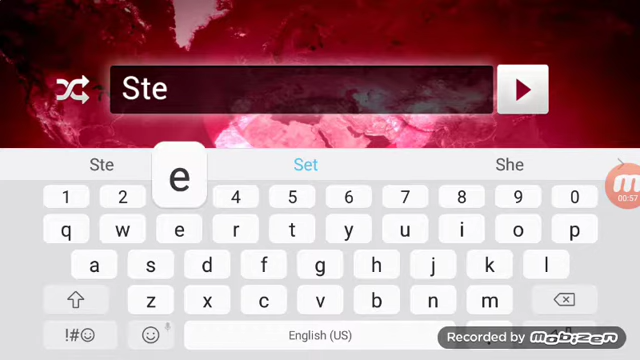 Ste
Ste e Set She
1 2 4 5 6 7 8 9 0
00:57
q w e r t y u i o p
a s d f g h j k l
z x c v b n m
!#☺ English (US)
Recorded by mobizen